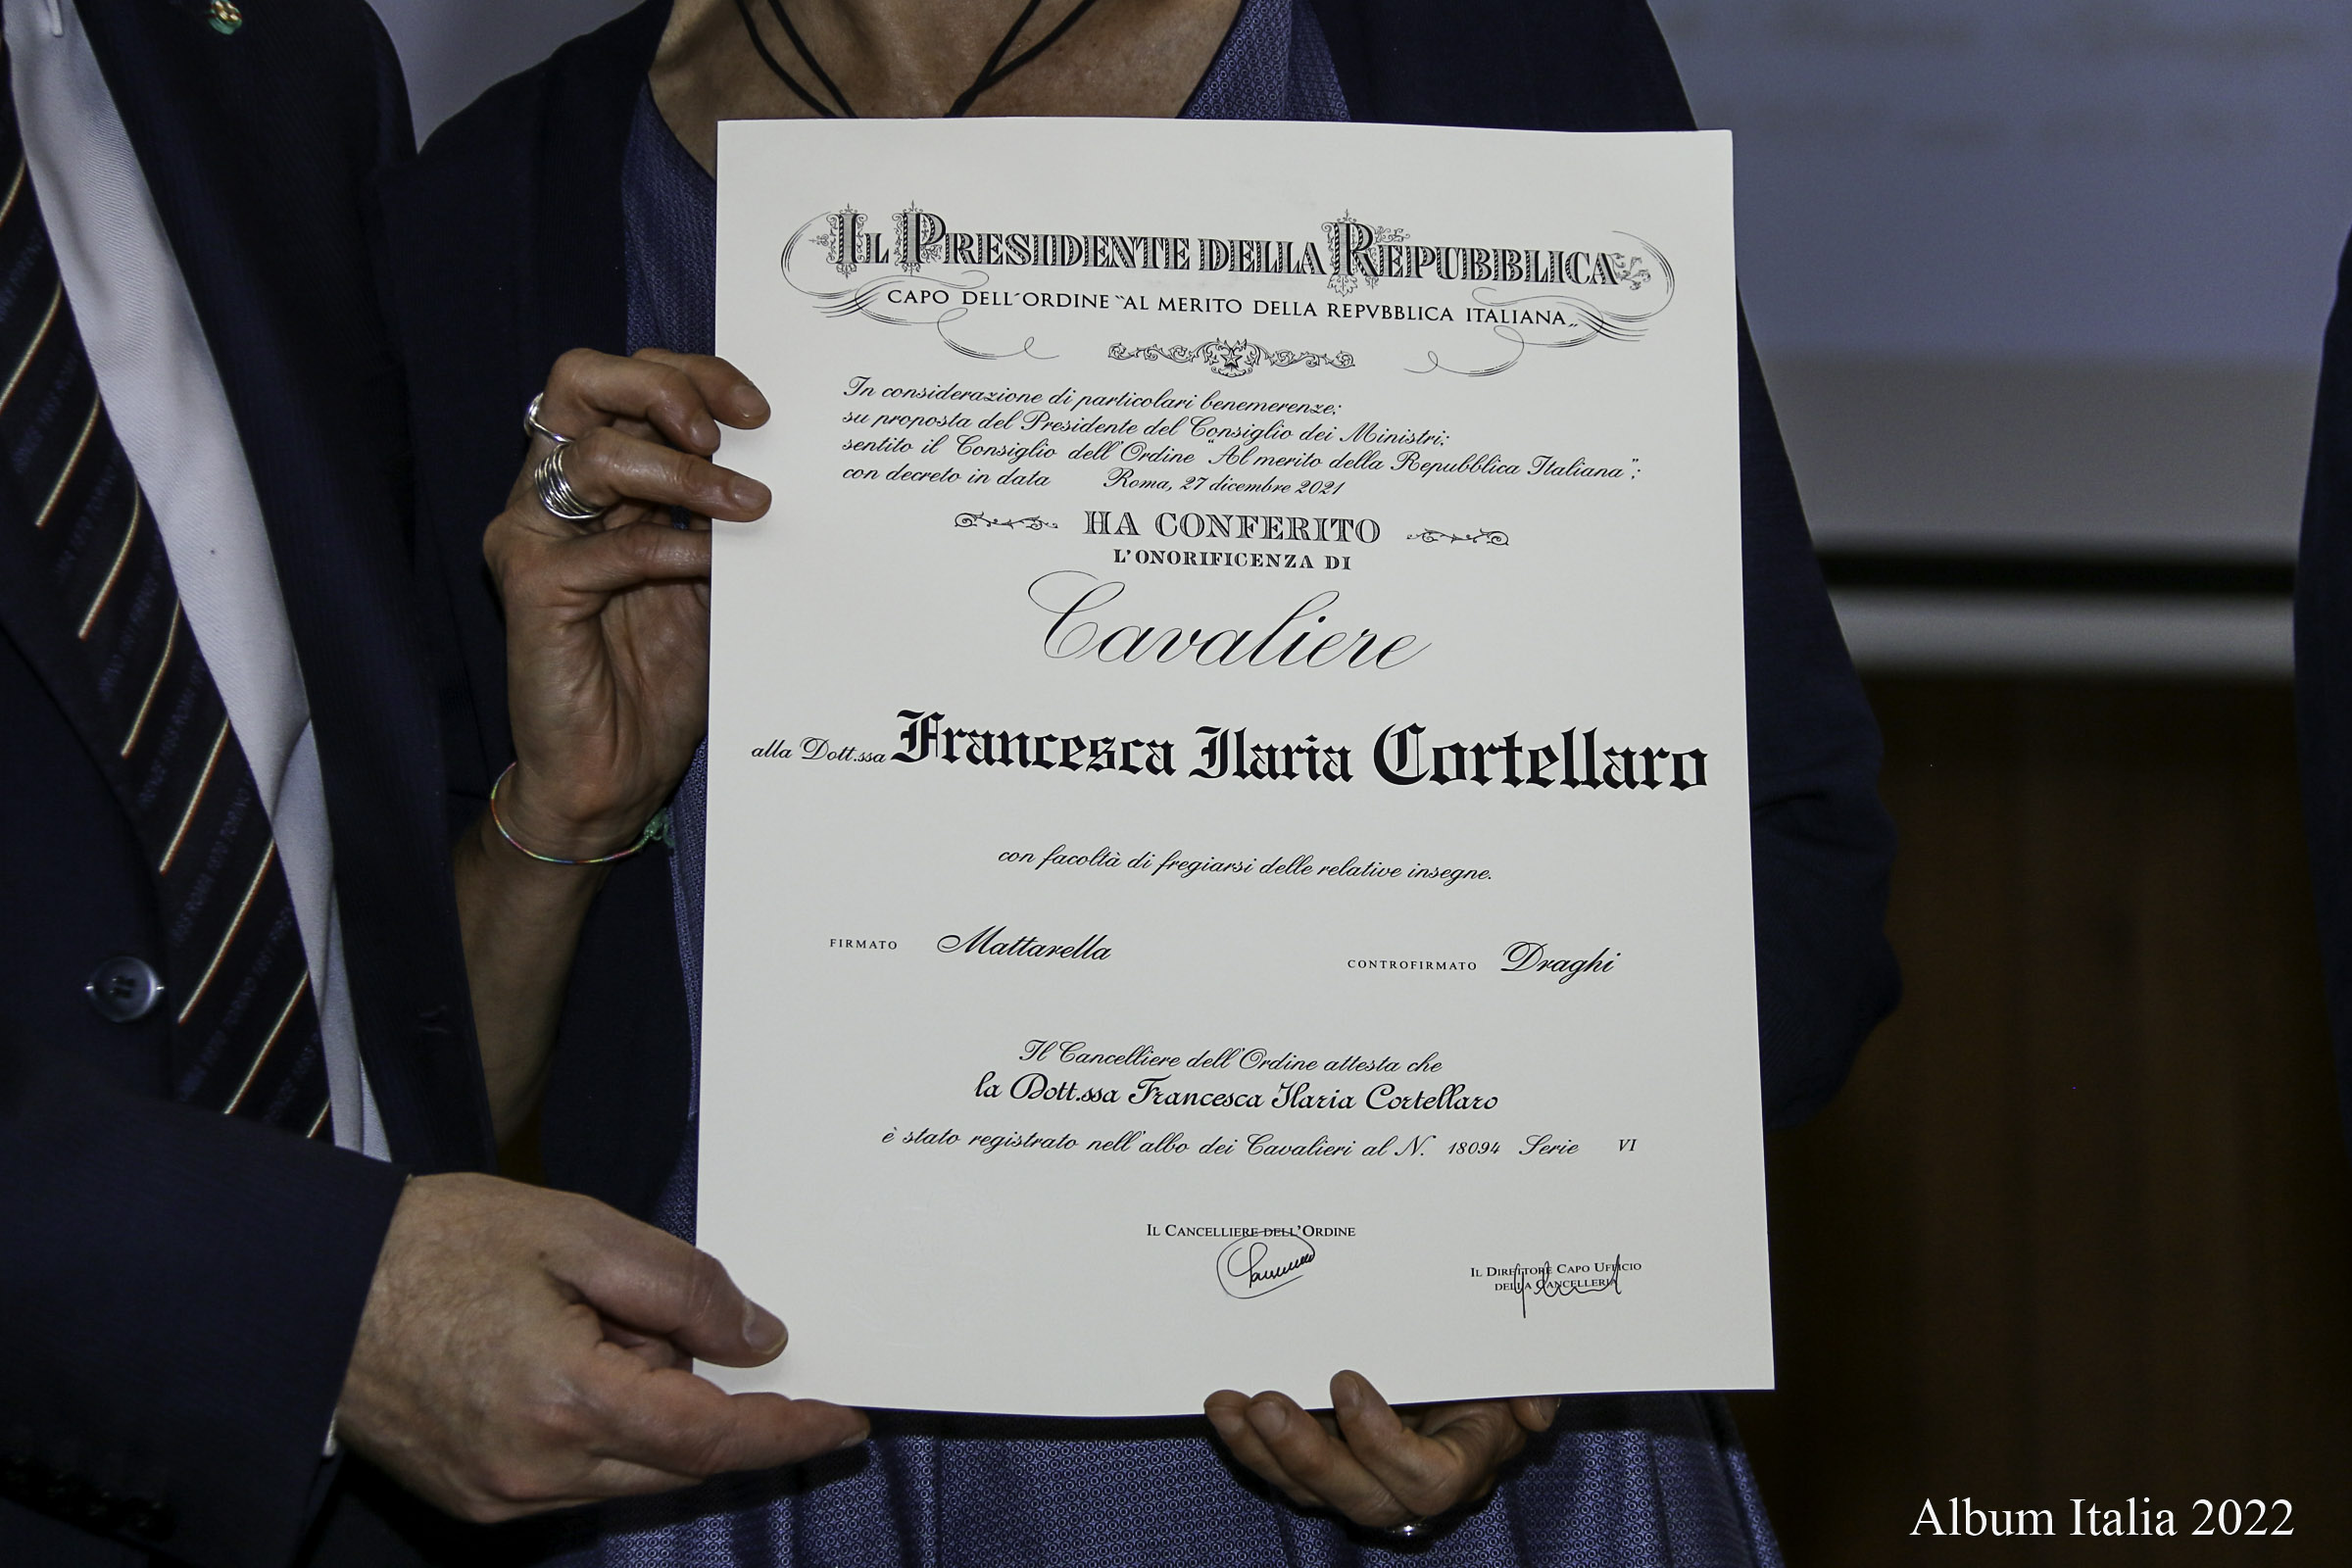 IL PRESIDENTE DELLA REPUBBLICA
CAPO DELL'ORDINE "AL MERITO DELLA REPVBBLICA ITALIANA„
In considerazione di particolari benemerenze;
su proposta del Presidente del Consiglio dei Ministri;
sentito il Consiglio dell'Ordine "Al merito della Repubblica Italiana";
con decreto in data Roma, 27 dicembre 2021
HA CONFERITO
L'ONORIFICENZA DI
Cavaliere
alla Dott.ssa Francesca Ilaria Cortellaro
con facoltà di fregiarsi delle relative insegne.
FIRMATO Mattarella CONTROFIRMATO Draghi
Il Cancelliere dell'Ordine attesta che
la Dott.ssa Francesca Ilaria Cortellaro
è stato registrato nell'albo dei Cavalieri al N. 18094 Serie VI
IL CANCELLIERE DELL'ORDINE
IL DIRETTORE CAPO UFFICIO
DELLA CANCELLERIA
Album Italia 2022